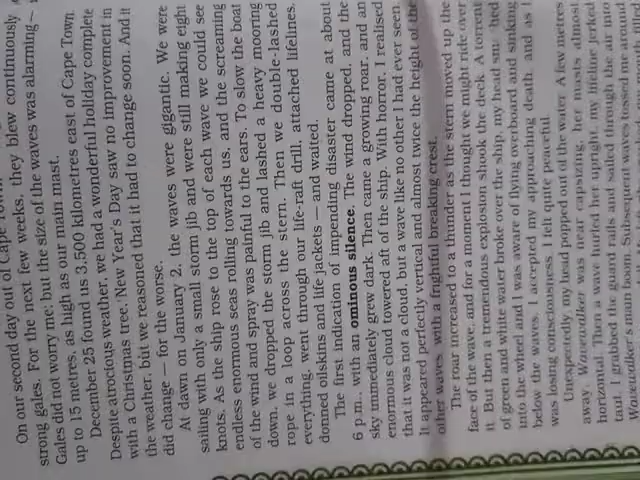 On our second day out of Cape Town
strong gales. For the next few weeks, they blew continuously
Gales did not worry me; but the size of the waves was alarming —
up to 15 metres, as high as our main mast.
December 25 found us 3,500 kilometres east of Cape Town.
Despite atrocious weather, we had a wonderful holiday complete
with a Christmas tree. New Year's Day saw no improvement in
the weather, but we reasoned that it had to change soon. And it
did change — for the worse.
At dawn on January 2, the waves were gigantic. We were
sailing with only a small storm jib and were still making eight
knots. As the ship rose to the top of each wave we could see
endless enormous seas rolling towards us, and the screaming
of the wind and spray was painful to the ears. To slow the boat
down, we dropped the storm jib and lashed a heavy mooring
rope in a loop across the stern. Then we double-lashed
everything, went through our life-raft drill, attached lifelines,
donned oilskins and life jackets — and waited.
The first indication of impending disaster came at about
6 p.m., with an ominous silence. The wind dropped, and the
sky immediately grew dark. Then came a growing roar, and an
enormous cloud towered aft of the ship. With horror, I realised
that it was not a cloud, but a wave like no other I had ever seen.
It appeared perfectly vertical and almost twice the height of the
other waves, with a frightful breaking crest.
The roar increased to a thunder as the stern moved up the
face of the wave, and for a moment I thought we might ride over
it. But then a tremendous explosion shook the deck. A torrent
of green and white water broke over the ship, my head smashed
into the wheel and I was aware of flying overboard and sinking
below the waves. I accepted my approaching death, and as I
was losing consciousness, I felt quite peaceful.
Unexpectedly, my head popped out of the water. A few metres
away, Wavewalker was near capsizing, her masts almost
horizontal. Then a wave hurled her upright, my lifeline jerked
taut, I grabbed the guard rails and sailed through the air into
Wavewalker's main boom. Subsequent waves tossed me around